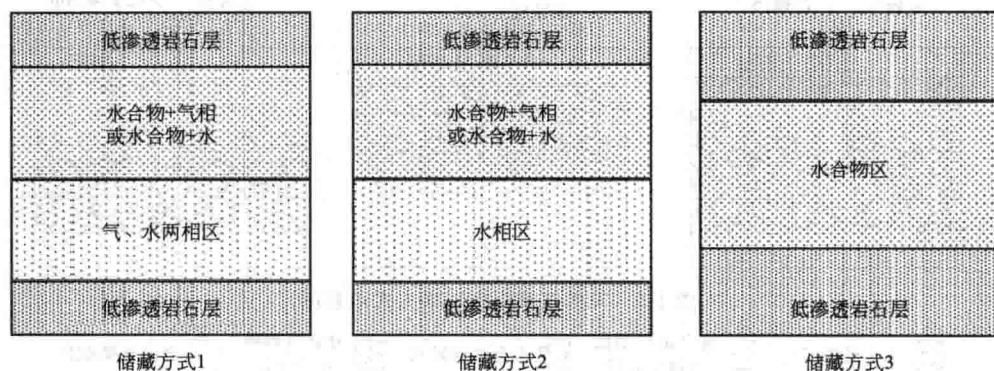 低渗透岩石层
水合物+气相
或水合物+水
气、水两相区
低渗透岩石层
储藏方式1
低渗透岩石层
水合物+气相
或水合物+水
水相区
低渗透岩石层
储藏方式2
低渗透岩石层
水合物区
低渗透岩石层
储藏方式3